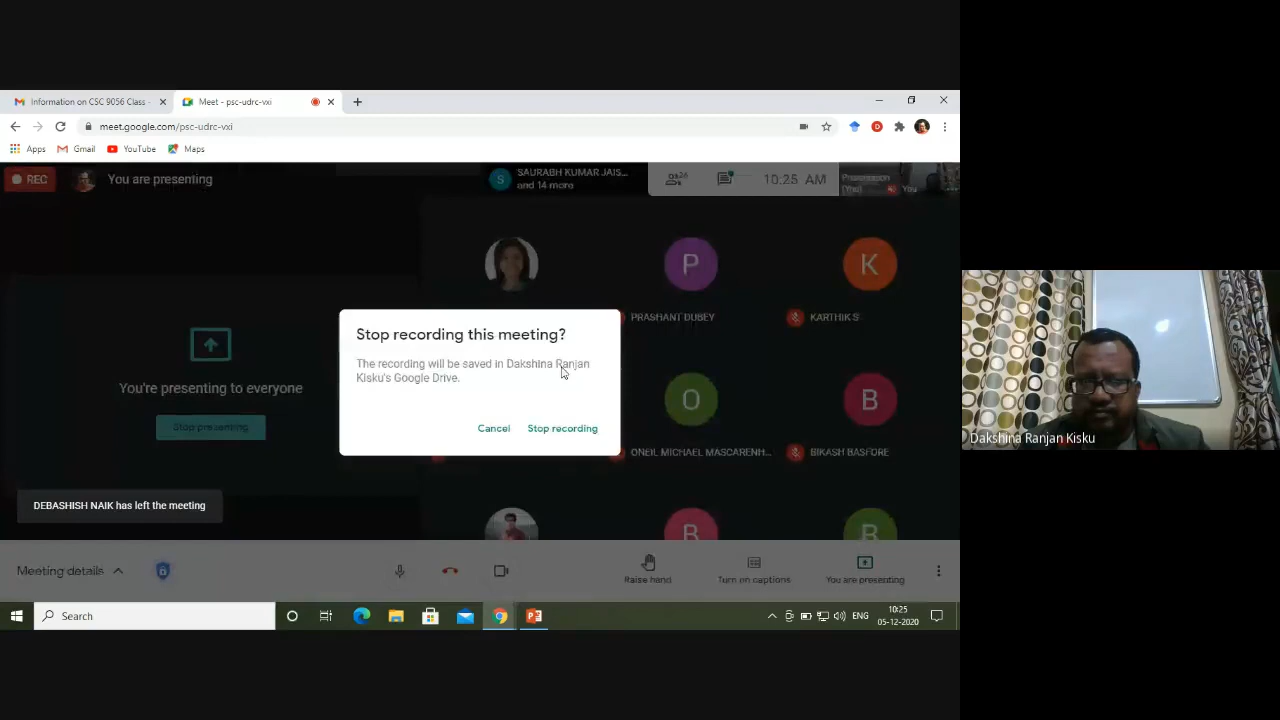 Information on CSC 9056 Class -
Meet - psc-udrc-vxi
meet.google.com/psc-udrc-vxi
Apps
Gmail
YouTube
Maps
REC
You are presenting
S
SAURABH KUMAR JAIS...
and 14 more
26
10:25 AM
Presentation
(You)
You
P
K
PRASHANT DUBEY
KARTHIK S
You're presenting to everyone
Stop presenting
Stop recording this meeting?
The recording will be saved in Dakshina Ranjan
Kisku's Google Drive.
Cancel
Stop recording
O
B
ONEIL MICHAEL MASCARENH...
BIKASH BASFORE
Dakshina Ranjan Kisku
DEBASHISH NAIK has left the meeting
B
B
Meeting details
Raise hand
Turn on captions
You are presenting
Search
ENG
10:25
05-12-2020